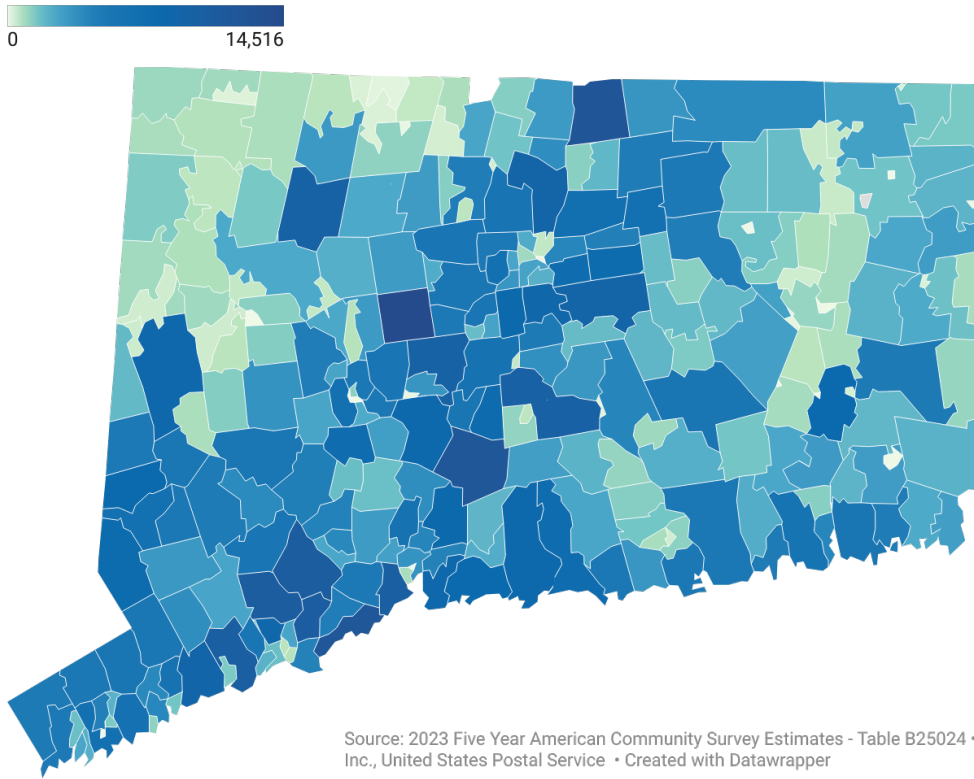 0 14,516
Source: 2023 Five Year American Community Survey Estimates - Table B25024 •
Inc., United States Postal Service • Created with Datawrapper